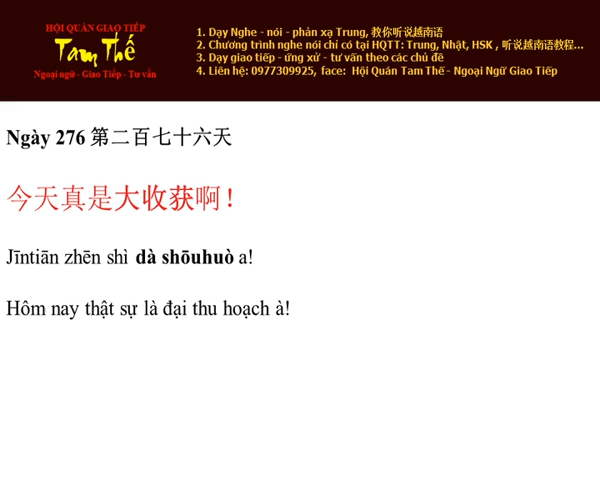 HỘI QUÁN GIAO TIẾP
Tam Thế
Ngoại ngữ - Giao Tiếp - Tư vấn
1. Dạy Nghe - nói - phản xạ Trung, 教你听说越南语
2. Chương trình nghe nói chỉ có tại HQTT: Trung, Nhật, HSK , 听说越南语教程...
3. Dạy giao tiếp - ứng xử - tư vấn theo các chủ đề
4. Liên hệ: 0977309925, face: Hội Quán Tam Thế - Ngoại Ngữ Giao Tiếp
Ngày 276 第二百七十六天
今天真是大收获啊！
Jīntiān zhēn shì dà shōuhuò a!
Hôm nay thật sự là đại thu hoạch à!